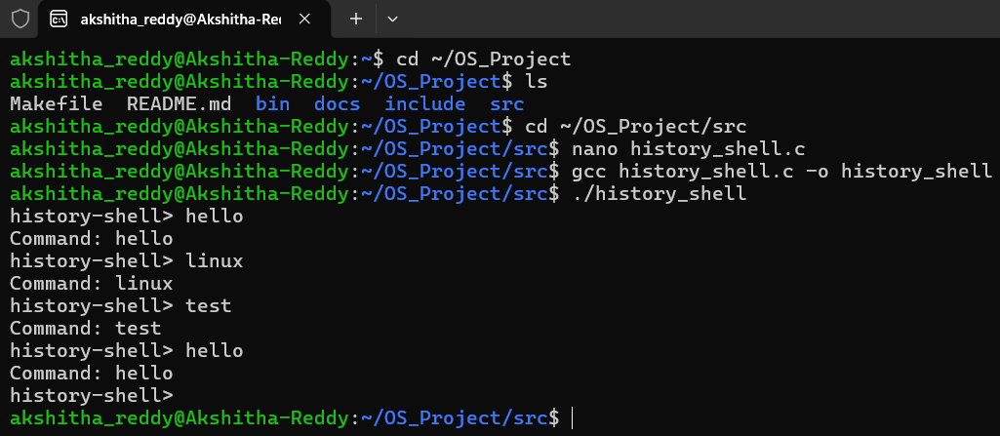 akshitha_reddy@Akshitha-Re
akshitha_reddy@Akshitha-Reddy:~$ cd ~/OS_Project
akshitha_reddy@Akshitha-Reddy:~/OS_Project$ ls
Makefile  README.md  bin  docs  include  src
akshitha_reddy@Akshitha-Reddy:~/OS_Project$ cd ~/OS_Project/src
akshitha_reddy@Akshitha-Reddy:~/OS_Project/src$ nano history_shell.c
akshitha_reddy@Akshitha-Reddy:~/OS_Project/src$ gcc history_shell.c -o history_shell
akshitha_reddy@Akshitha-Reddy:~/OS_Project/src$ ./history_shell
history-shell> hello
Command: hello
history-shell> linux
Command: linux
history-shell> test
Command: test
history-shell> hello
Command: hello
history-shell>
akshitha_reddy@Akshitha-Reddy:~/OS_Project/src$